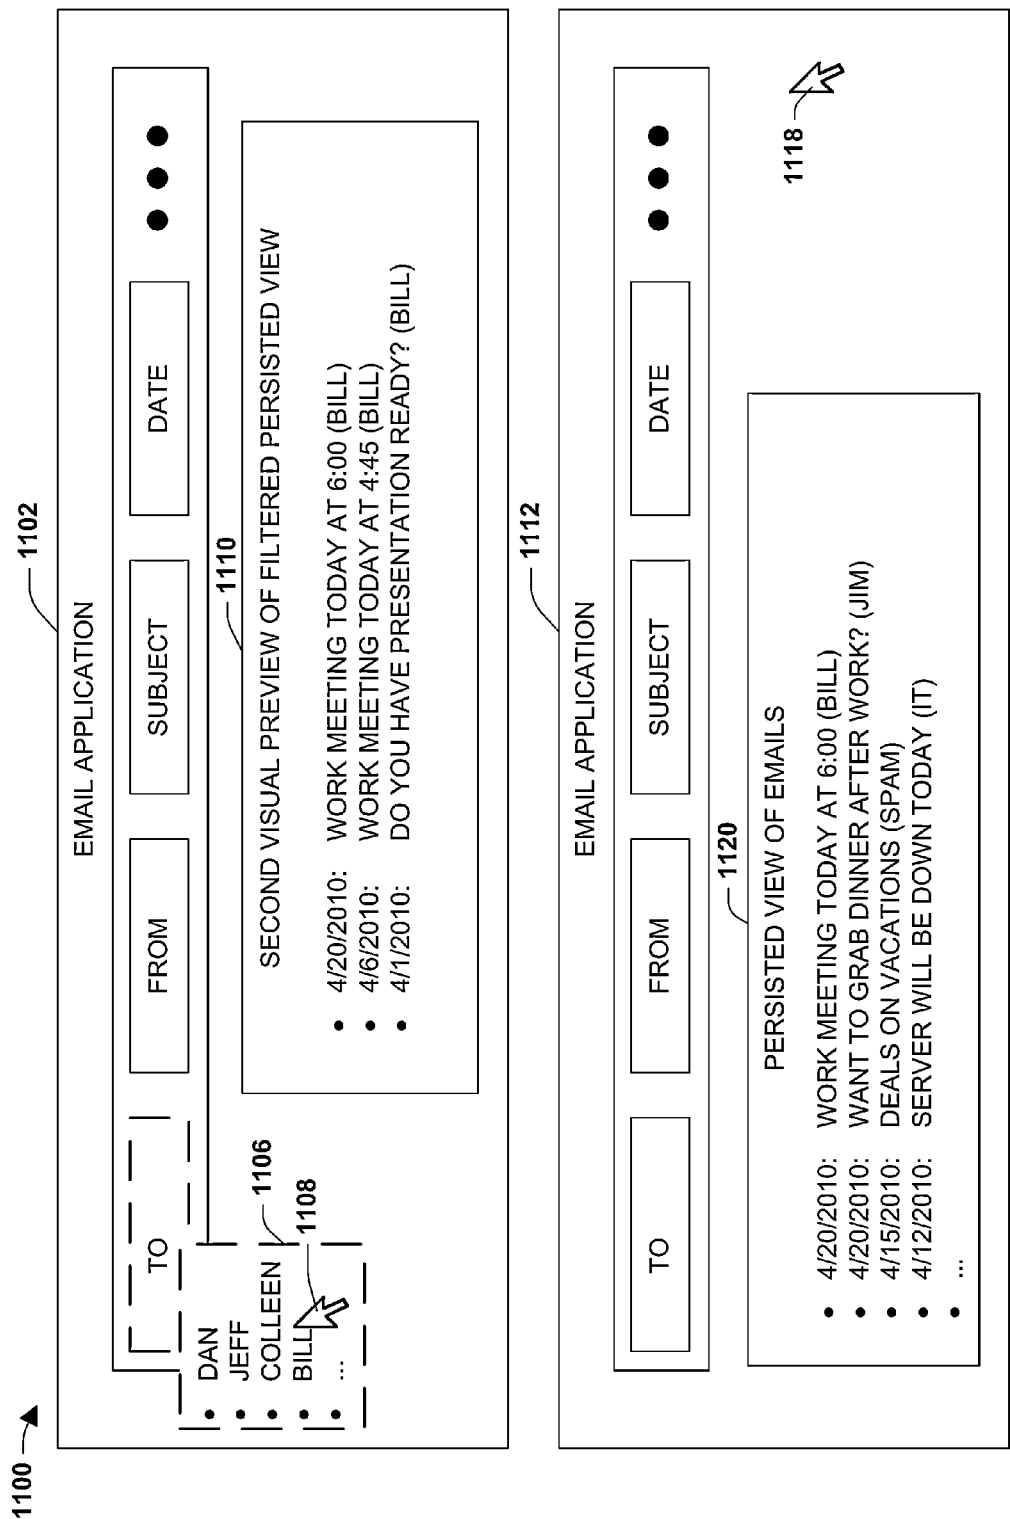 1100
1102
EMAIL APPLICATION
TO
FROM
SUBJECT
DATE
1106
• DAN
• JEFF
• COLLEEN
• BILL
• ...
1108
1110
SECOND VISUAL PREVIEW OF FILTERED PERSISTED VIEW
• 4/20/2010: WORK MEETING TODAY AT 6:00 (BILL)
• 4/6/2010: WORK MEETING TODAY AT 4:45 (BILL)
• 4/1/2010: DO YOU HAVE PRESENTATION READY? (BILL)
1112
EMAIL APPLICATION
TO
FROM
SUBJECT
DATE
1118
1120
PERSISTED VIEW OF EMAILS
• 4/20/2010: WORK MEETING TODAY AT 6:00 (BILL)
• 4/20/2010: WANT TO GRAB DINNER AFTER WORK? (JIM)
• 4/15/2010: DEALS ON VACATIONS (SPAM)
• 4/12/2010: SERVER WILL BE DOWN TODAY (IT)
• ...